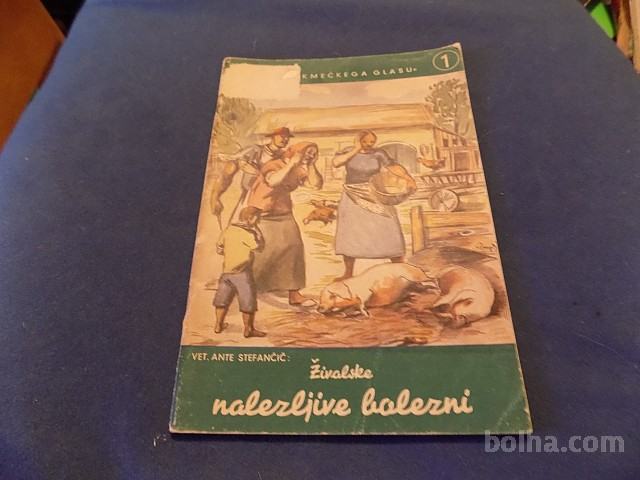 KMEČKEGA GLASU«
1
VET. ANTE STEFANČIČ:
Živalske
nalezljive bolezni
bolha.com